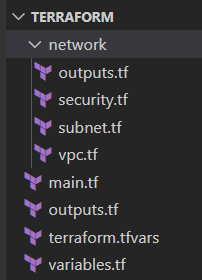 TERRAFORM
network
outputs.tf
security.tf
subnet.tf
vpc.tf
main.tf
outputs.tf
terraform.tfvars
variables.tf